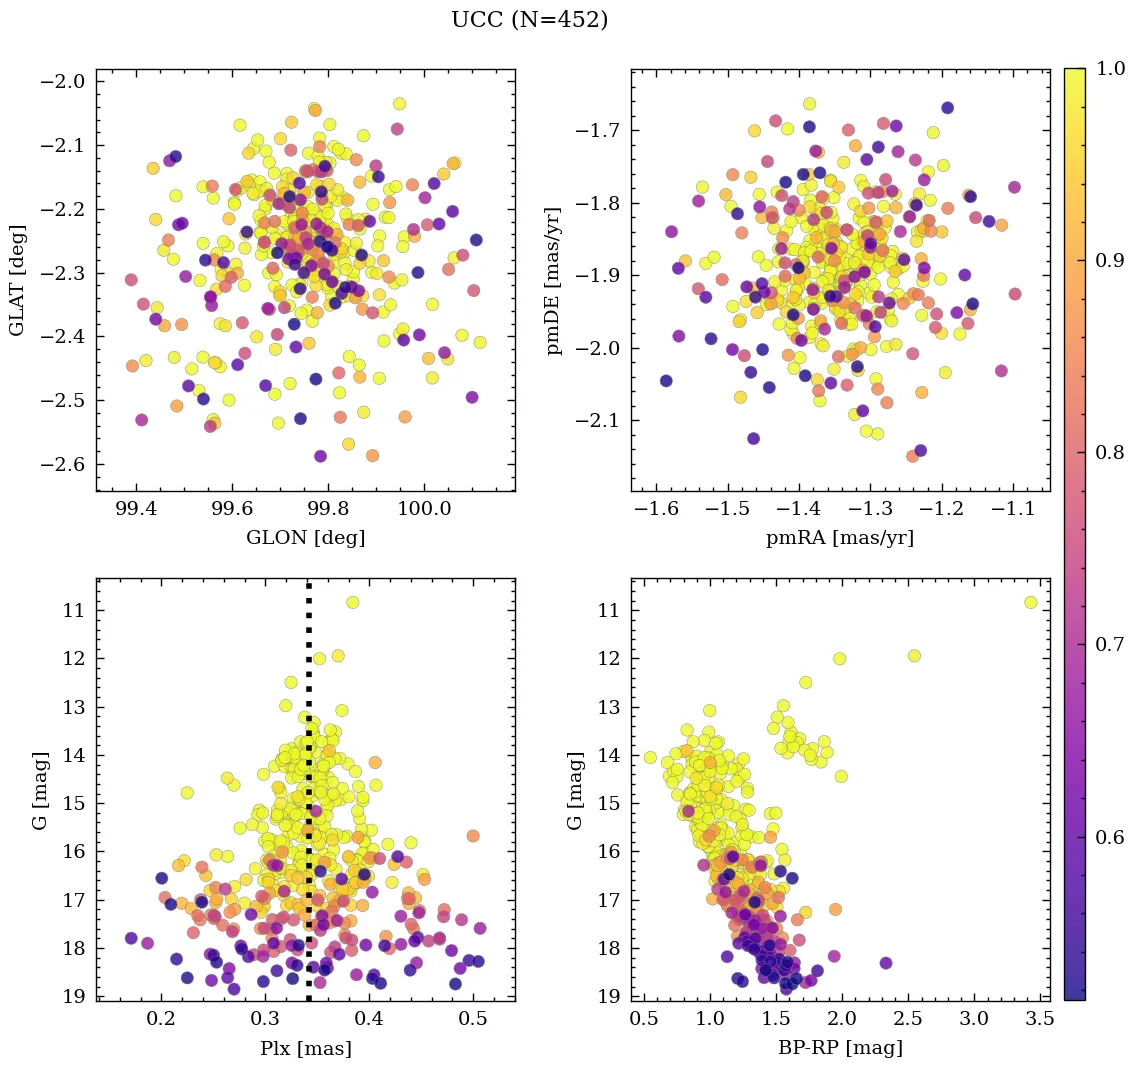 UCC (N=452)
−2.0
−2.1
−2.2
−2.3
−2.4
−2.5
−2.6
GLAT [deg]
99.4 99.6 99.8 100.0
GLON [deg]
−1.7
−1.8
−1.9
−2.0
−2.1
pmDE [mas/yr]
−1.6 −1.5 −1.4 −1.3 −1.2 −1.1
pmRA [mas/yr]
1.0
0.9
0.8
0.7
0.6
11
12
13
14
15
16
17
18
19
G [mag]
0.2 0.3 0.4 0.5
Plx [mas]
11
12
13
14
15
16
17
18
19
G [mag]
0.5 1.0 1.5 2.0 2.5 3.0 3.5
BP-RP [mag]